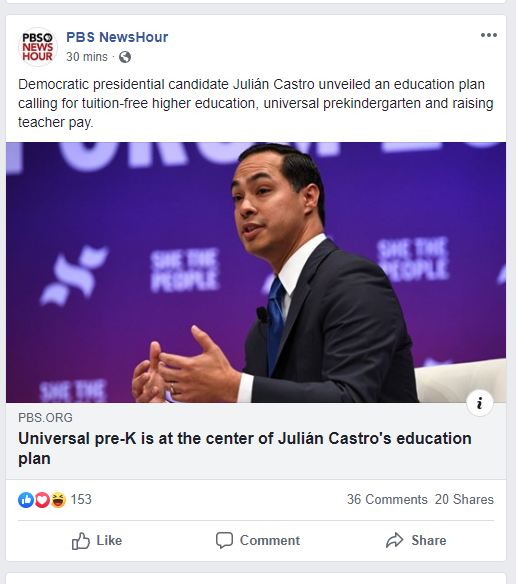 PBS
NEWS
HOUR
PBS NewsHour
30 mins ·
Democratic presidential candidate Julián Castro unveiled an education plan
calling for tuition-free higher education, universal prekindergarten and raising
teacher pay.
SHE THE
PEOPLE
SHE THE
PEOPLE
SHE THE
i
PBS.ORG
Universal pre-K is at the center of Julián Castro's education
plan
153
36 Comments 20 Shares
Like
Comment
Share